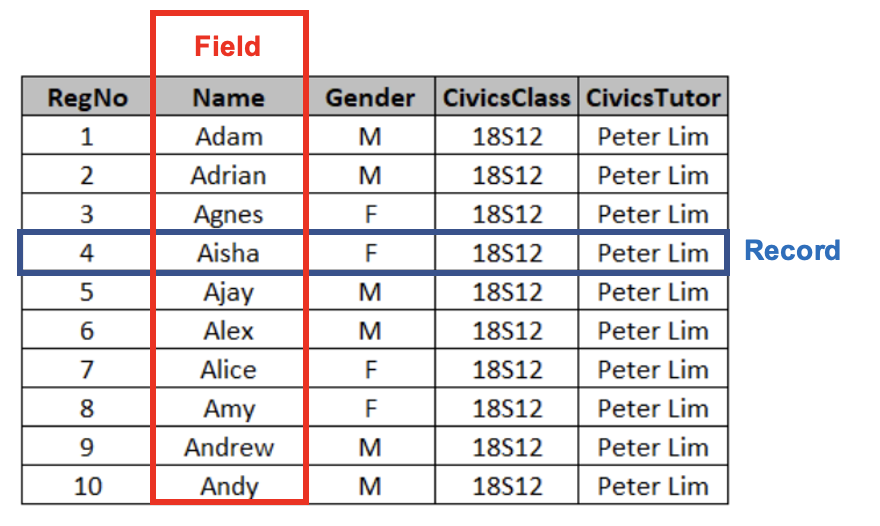 Field
RegNo Name Gender CivicsClass CivicsTutor
1 Adam M 18S12 Peter Lim
2 Adrian M 18S12 Peter Lim
3 Agnes F 18S12 Peter Lim
4 Aisha F 18S12 Peter Lim Record
5 Ajay M 18S12 Peter Lim
6 Alex M 18S12 Peter Lim
7 Alice F 18S12 Peter Lim
8 Amy F 18S12 Peter Lim
9 Andrew M 18S12 Peter Lim
10 Andy M 18S12 Peter Lim